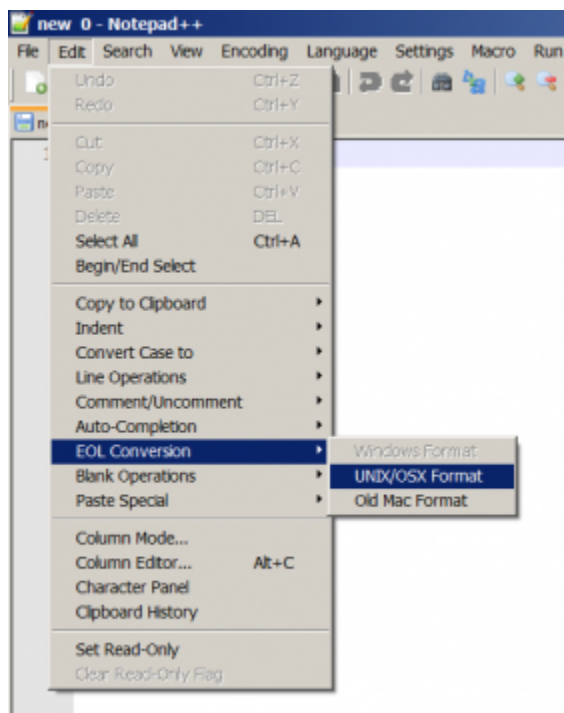 new 0 - Notepad++
File Edit Search View Encoding Language Settings Macro Run
Undo Ctrl+Z
Redo Ctrl+Y
Cut Ctrl+X
Copy Ctrl+C
Paste Ctrl+V
Delete DEL
Select All Ctrl+A
Begin/End Select
Copy to Clipboard
Indent
Convert Case to
Line Operations
Comment/Uncomment
Auto-Completion
EOL Conversion
Windows Format
Blank Operations
UNIX/OSX Format
Paste Special
Old Mac Format
Column Mode...
Column Editor... Alt+C
Character Panel
Clipboard History
Set Read-Only
Clear Read-Only Flag